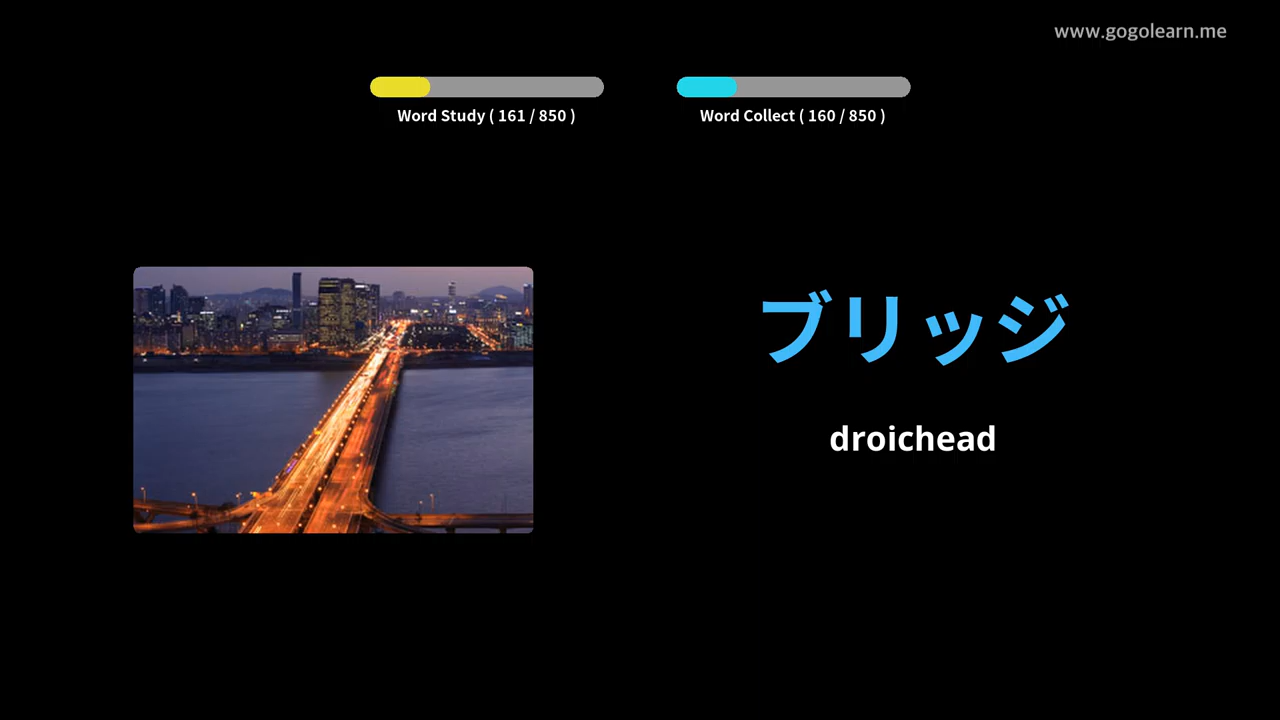 www.gogolearn.me
Word Study ( 161 / 850 )
Word Collect ( 160 / 850 )
ブリッジ
droichead